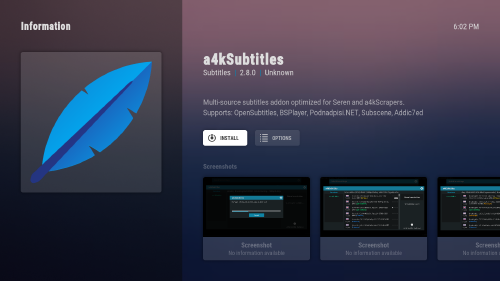 Information
6:02 PM
a4kSubtitles
Subtitles 2.8.0 Unknown
Multi-source subtitles addon optimized for Seren and a4kScrapers.
Supports: OpenSubtitles, BSPlayer, Podnadpisi.NET, Subscene, Addic7ed
INSTALL
OPTIONS
Screenshots
Screenshot
No information available
Screenshot
No information available
Screensh
No information